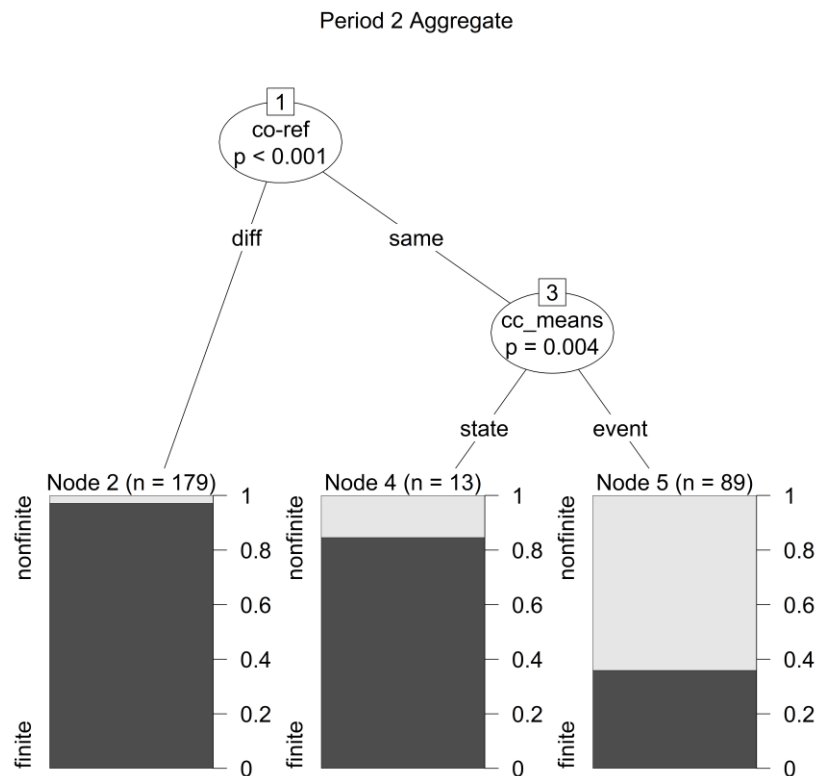 Period 2 Aggregate
1
co-ref
p < 0.001
diff
same
3
cc_means
p = 0.004
state
event
Node 2 (n = 179)
nonfinite
finite
1
0.8
0.6
0.4
0.2
0
Node 4 (n = 13)
nonfinite
finite
1
0.8
0.6
0.4
0.2
0
Node 5 (n = 89)
nonfinite
finite
1
0.8
0.6
0.4
0.2
0